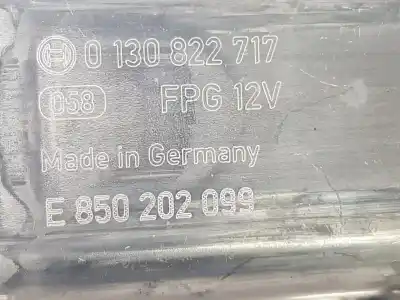 0 130 822 717
058 FPG 12V
Made in Germany
E 850 202 099